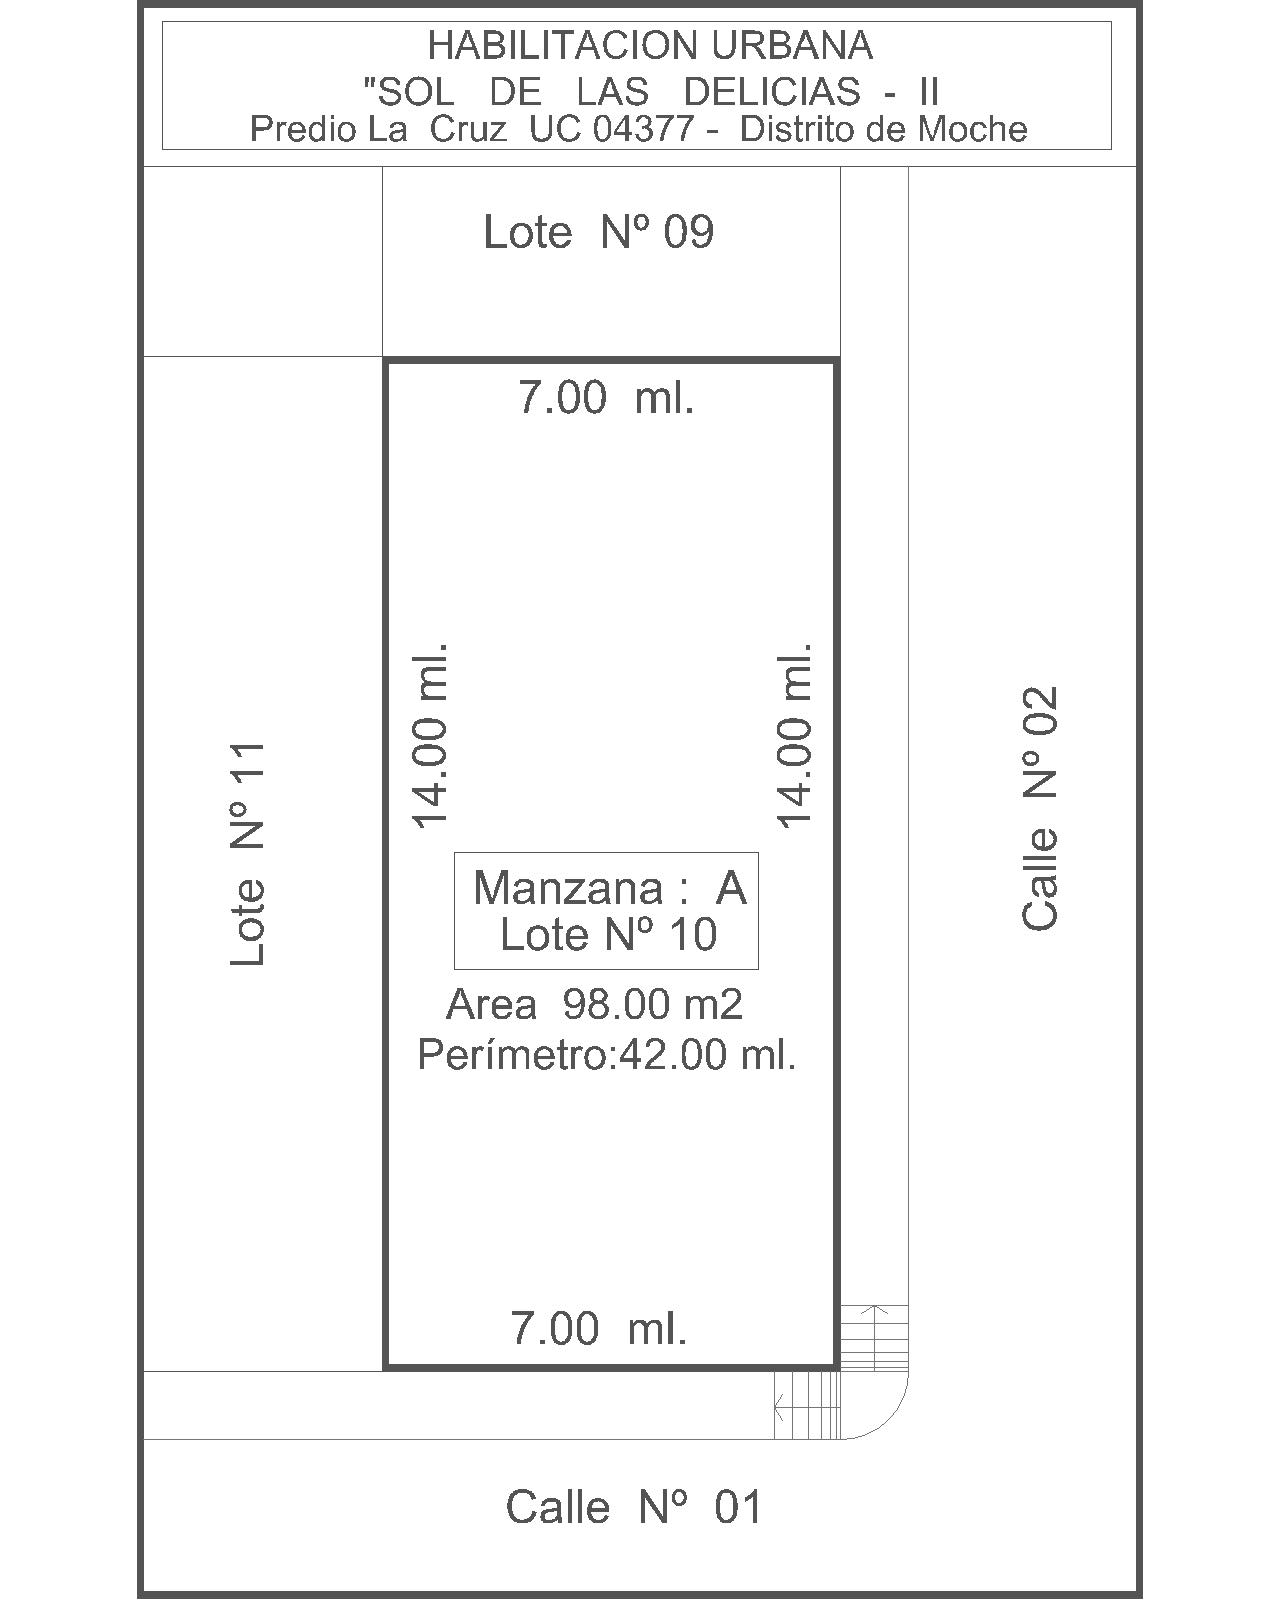 HABILITACION URBANA
"SOL DE LAS DELICIAS - II
Predio La Cruz UC 04377 - Distrito de Moche
Lote Nº 09
7.00 ml.
14.00 ml.
14.00 ml.
Lote Nº 11
Calle Nº 02
Manzana : A
Lote Nº 10
Area 98.00 m2
Perímetro:42.00 ml.
7.00 ml.
Calle Nº 01